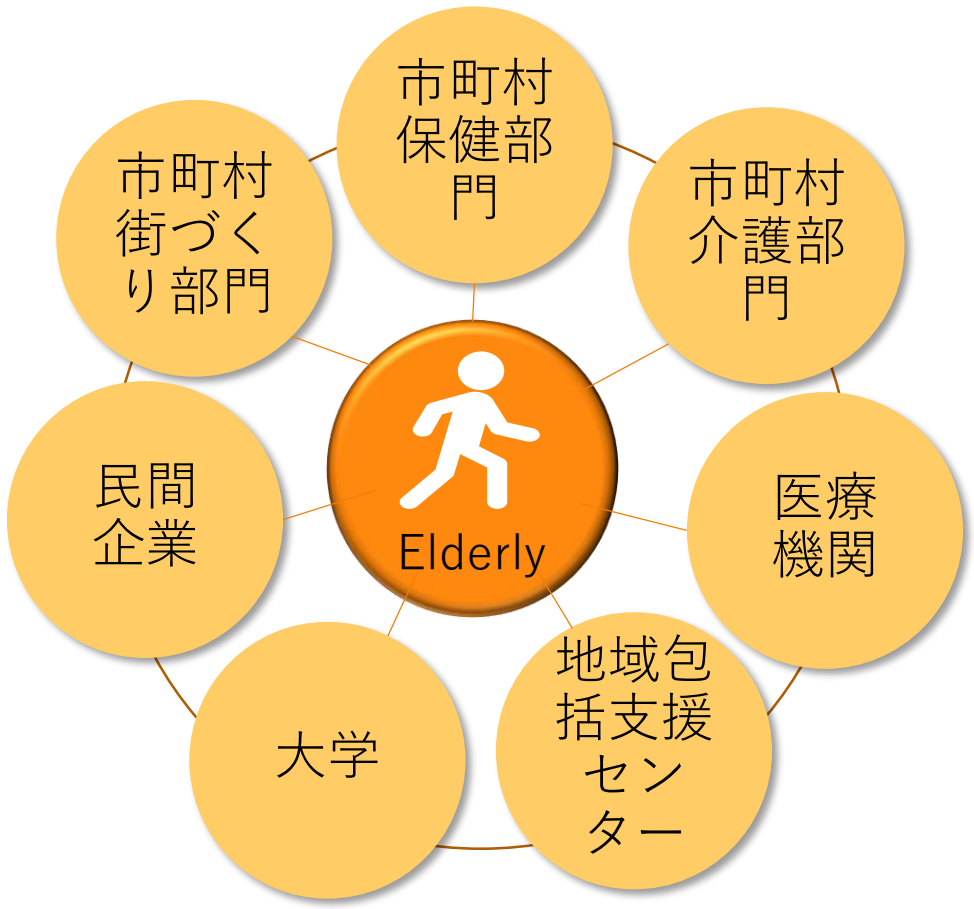 市町村
保健部
門
市町村
介護部
門
医療
機関
地域包
括支援
セン
ター
大学
民間
企業
市町村
街づく
り部門
Elderly